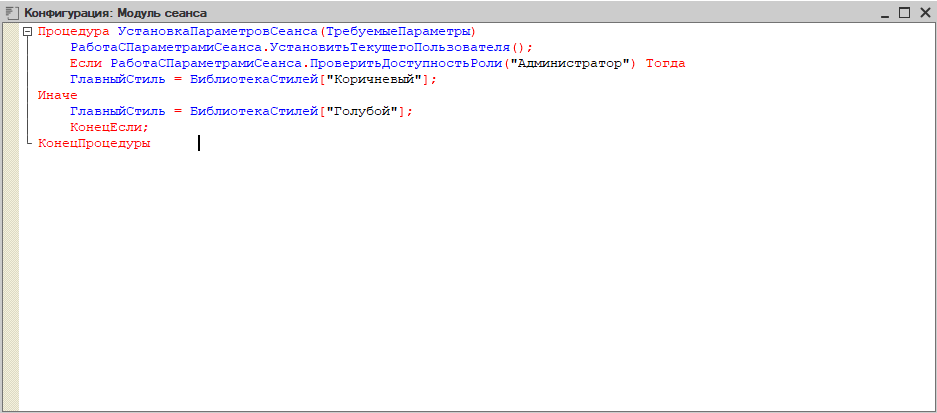 Конфигурация: Модуль сеанса
Процедура УстановкаПараметровСеанса(ТребуемыеПараметры)
РаботаСПараметрамиСеанса.УстановитьТекущегоПользователя();
Если РаботаСПараметрамиСеанса.ПроверитьДоступностьРоли("Администратор") Тогда
ГлавныйСтиль = БиблиотекаСтилей["Коричневый"];
Иначе
ГлавныйСтиль = БиблиотекаСтилей["Голубой"];
КонецЕсли;
КонецПроцедуры